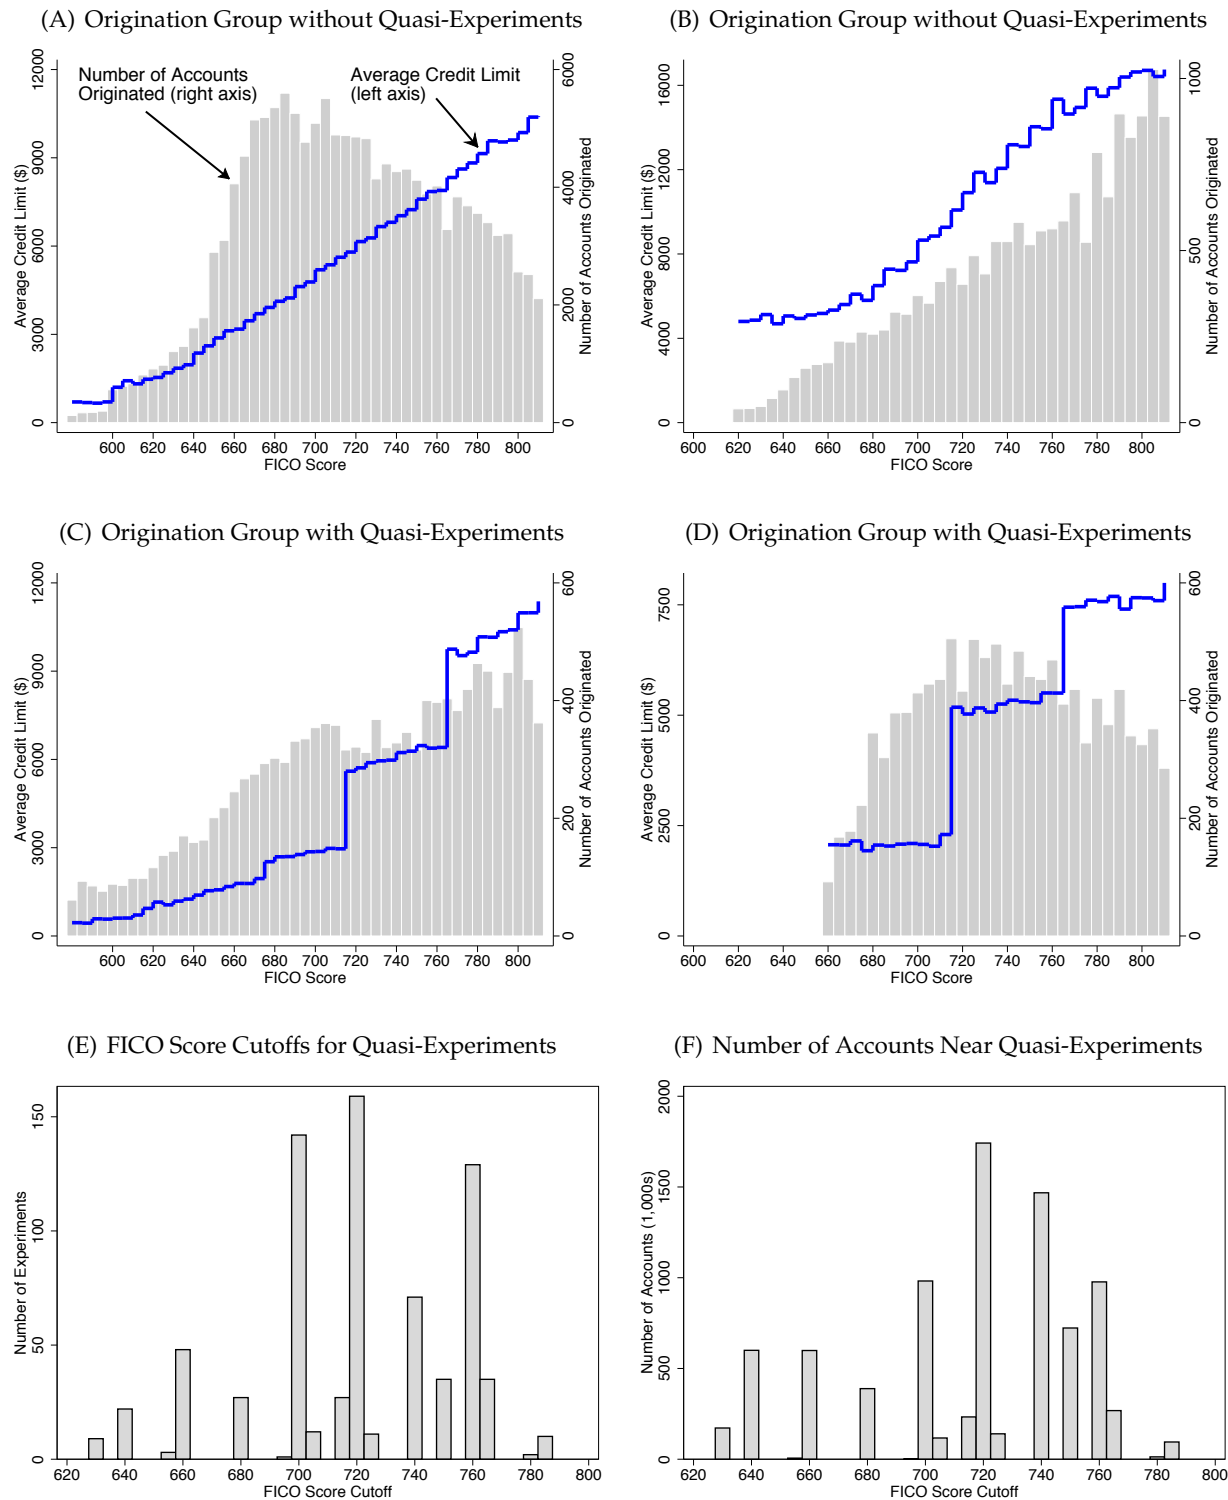 (A) Origination Group without Quasi-Experiments
Number of Accounts
Originated (right axis)
Average Credit Limit
(left axis)
Average Credit Limit ($)
0 3000 6000 9000 12000
Number of Accounts Originated
0 2000 4000 6000
600 620 640 660 680 700 720 740 760 780 800
FICO Score
(B) Origination Group without Quasi-Experiments
Average Credit Limit ($)
0 4000 8000 12000 16000
Number of Accounts Originated
0 500 1000
600 620 640 660 680 700 720 740 760 780 800
FICO Score
(C) Origination Group with Quasi-Experiments
Average Credit Limit ($)
0 3000 6000 9000 12000
Number of Accounts Originated
0 200 400 600
600 620 640 660 680 700 720 740 760 780 800
FICO Score
(D) Origination Group with Quasi-Experiments
Average Credit Limit ($)
0 2500 5000 7500
Number of Accounts Originated
0 200 400 600
600 620 640 660 680 700 720 740 760 780 800
FICO Score
(E) FICO Score Cutoffs for Quasi-Experiments
Number of Experiments
0 50 100 150
620 640 660 680 700 720 740 760 780 800
FICO Score Cutoff
(F) Number of Accounts Near Quasi-Experiments
Number of Accounts (1,000s)
0 500 1000 1500 2000
620 640 660 680 700 720 740 760 780 800
FICO Score Cutoff